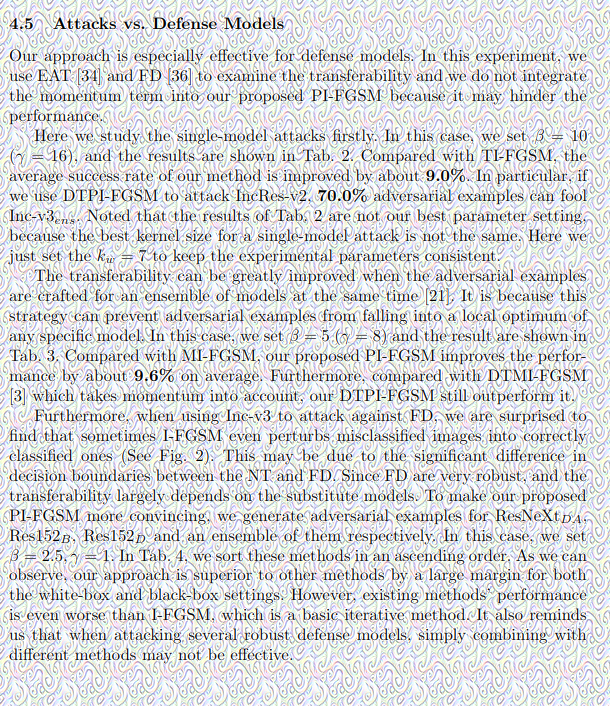 4.5 Attacks vs. Defense Models
Our approach is especially effective for defense models. In this experiment, we
use EAT [34] and FD [36] to examine the transferability and we do not integrate
the momentum term into our proposed PI-FGSM because it may hinder the
performance.
Here we study the single-model attacks firstly. In this case, we set β = 10
(γ = 16), and the results are shown in Tab. 2. Compared with TI-FGSM, the
average success rate of our method is improved by about 9.0%. In particular, if
we use DTPI-FGSM to attack IncRes-v2, 70.0% adversarial examples can fool
Inc-v3ens. Noted that the results of Tab. 2 are not our best parameter setting,
because the best kernel size for a single-model attack is not the same. Here we
just set the kw = 7 to keep the experimental parameters consistent.
The transferability can be greatly improved when the adversarial examples
are crafted for an ensemble of models at the same time [21]. It is because this
strategy can prevent adversarial examples from falling into a local optimum of
any specific model. In this case, we set β = 5 (γ = 8) and the result are shown in
Tab. 3. Compared with MI-FGSM, our proposed PI-FGSM improves the perfor-
mance by about 9.6% on average. Furthermore, compared with DTMI-FGSM
[3] which takes momentum into account, our DTPI-FGSM still outperform it.
Furthermore, when using Inc-v3 to attack against FD, we are surprised to
find that sometimes I-FGSM even perturbs misclassified images into correctly
classified ones (See Fig. 2). This may be due to the significant difference in
decision boundaries between the NT and FD. Since FD are very robust, and the
transferability largely depends on the substitute models. To make our proposed
PI-FGSM more convincing, we generate adversarial examples for ResNeXtDA,
Res152B, Res152D and an ensemble of them respectively. In this case, we set
β = 2.5, γ = 1. In Tab. 4, we sort these methods in an ascending order. As we can
observe, our approach is superior to other methods by a large margin for both
the white-box and black-box settings. However, existing methods' performance
is even worse than I-FGSM, which is a basic iterative method. It also reminds
us that when attacking several robust defense models, simply combining with
different methods may not be effective.